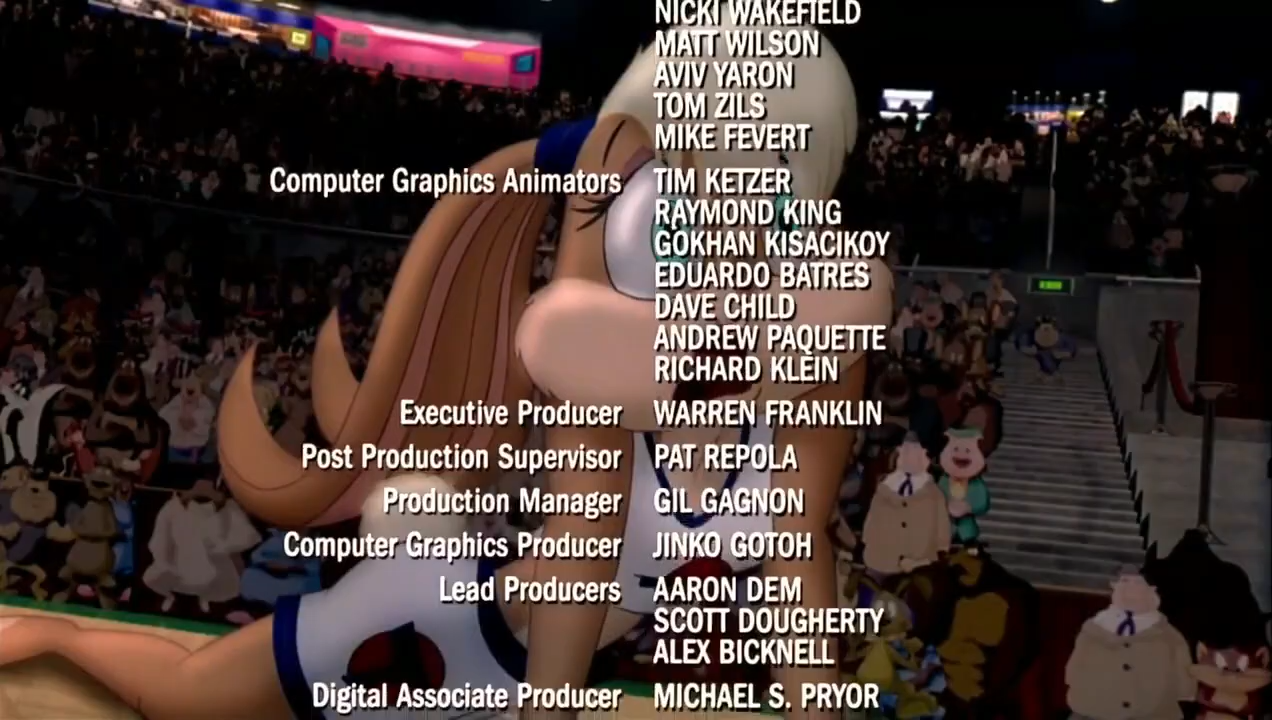 NICKI WAKEFIELD
MATT WILSON
AVIV YARON
TOM ZILS
MIKE FEVERT
Computer Graphics Animators TIM KETZER
RAYMOND KING
GOKHAN KISACIKOY
EDUARDO BATRES
DAVE CHILD
ANDREW PAQUETTE
RICHARD KLEIN
Executive Producer WARREN FRANKLIN
Post Production Supervisor PAT REPOLA
Production Manager GIL GAGNON
Computer Graphics Producer JINKO GOTOH
Lead Producers AARON DEM
SCOTT DOUGHERTY
ALEX BICKNELL
Digital Associate Producer MICHAEL S. PRYOR